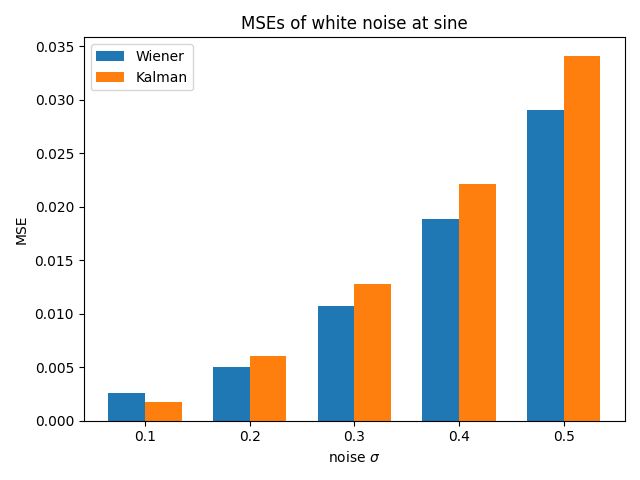 MSEs of white noise at sine
Wiener
Kalman
MSE
0.035
0.030
0.025
0.020
0.015
0.010
0.005
0.000
0.1 0.2 0.3 0.4 0.5
noise σ